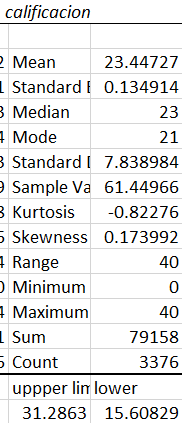 calificacion
2 Mean 23.44727
1 Standard E 0.134914
3 Median 23
4 Mode 21
3 Standard D 7.838984
9 Sample Va 61.44966
3 Kurtosis -0.82276
5 Skewness 0.173992
4 Range 40
0 Minimum 0
4 Maximum 40
1 Sum 79158
5 Count 3376
uppper lim lower
31.2863 15.60829